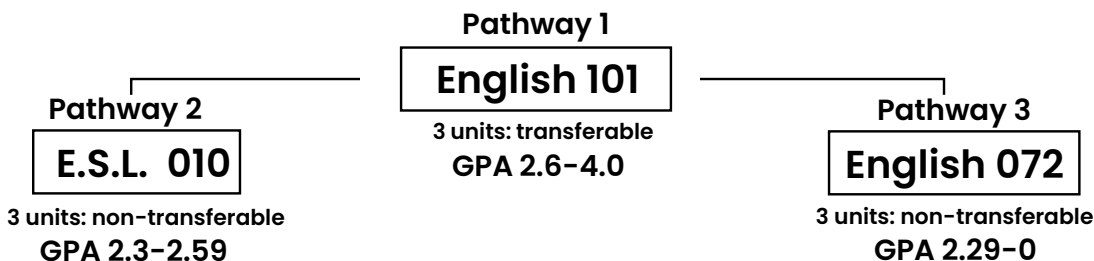 Pathway 1
English 101
3 units: transferable
GPA 2.6-4.0
Pathway 2
E.S.L. 010
3 units: non-transferable
GPA 2.3-2.59
Pathway 3
English 072
3 units: non-transferable
GPA 2.29-0